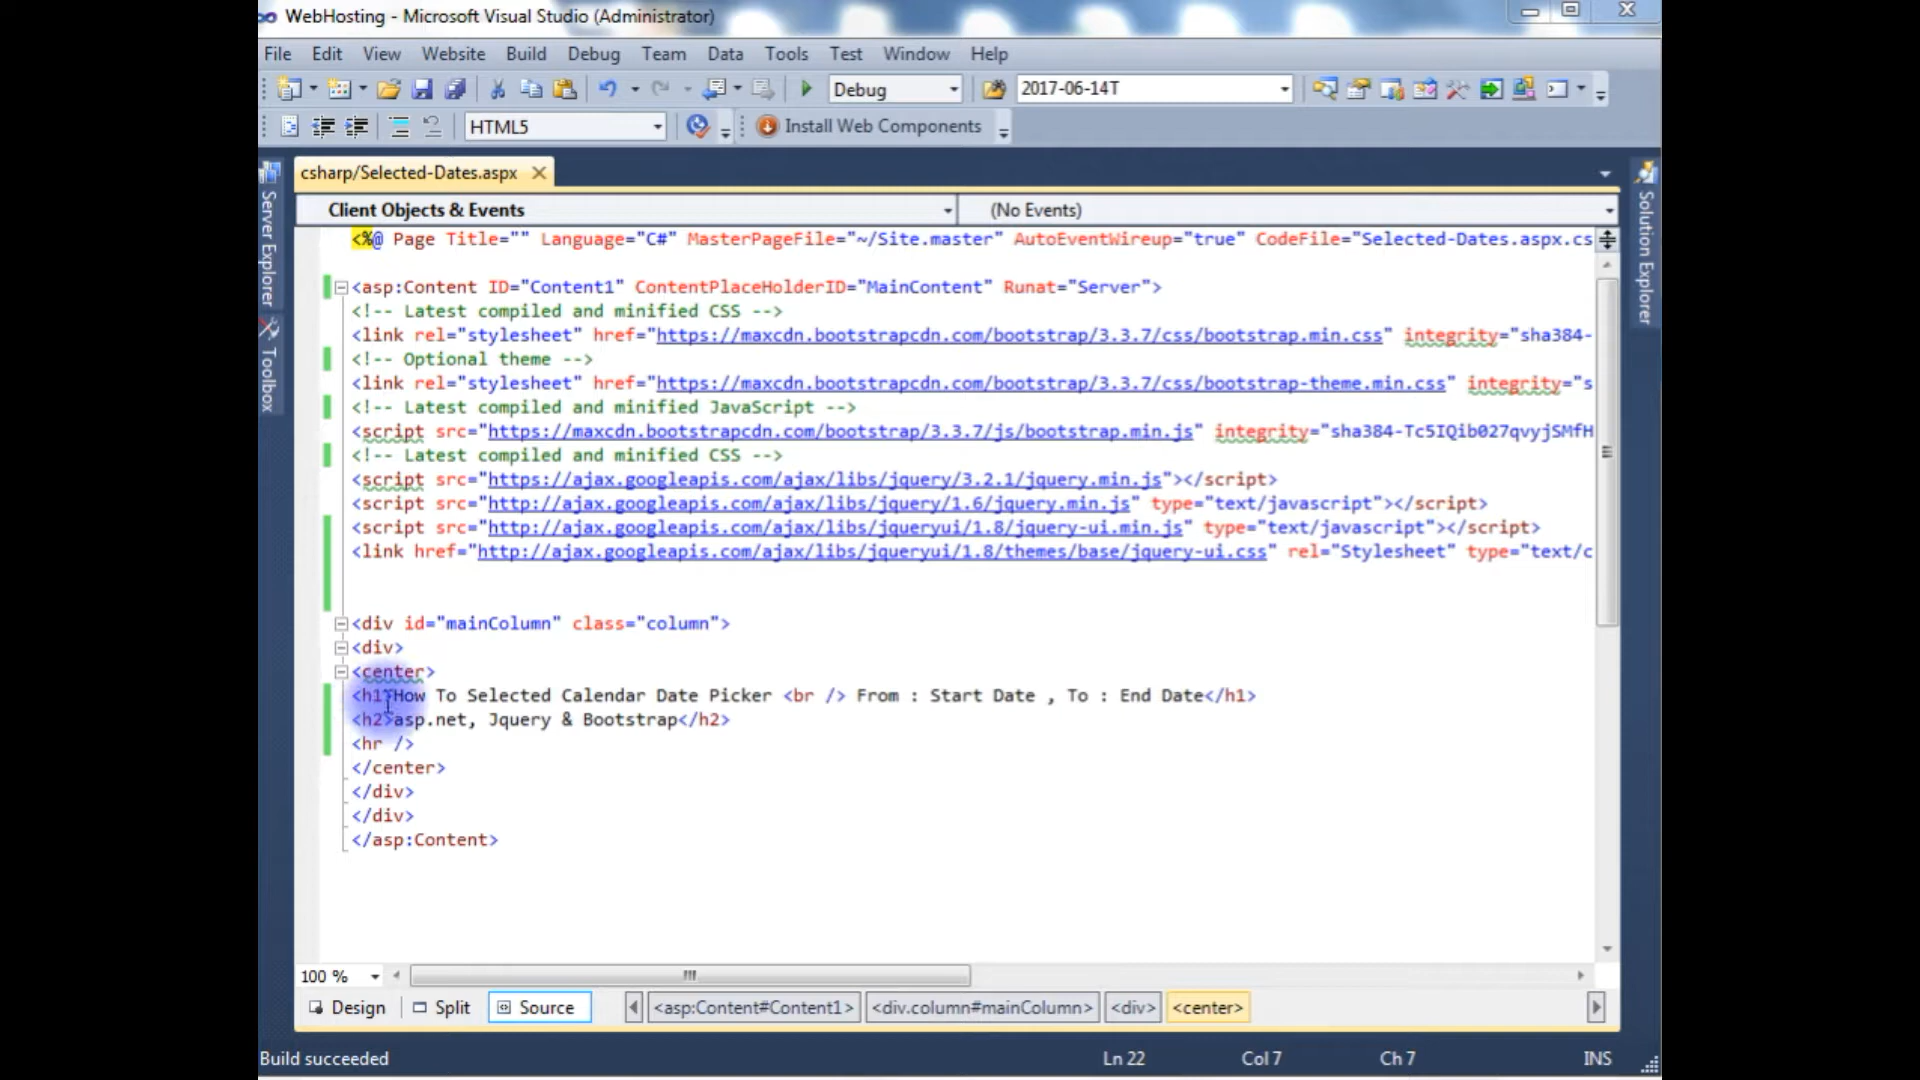 WebHosting - Microsoft Visual Studio (Administrator)
File Edit View Website Build Debug Team Data Tools Test Window Help
Debug 2017-06-14T
HTML5 Install Web Components
csharp/Selected-Dates.aspx
Client Objects & Events (No Events)
Server Explorer
Toolbox
Solution Explorer
<%@ Page Title="" Language="C#" MasterPageFile="~/Site.master" AutoEventWireup="true" CodeFile="Selected-Dates.aspx.cs
<asp:Content ID="Content1" ContentPlaceHolderID="MainContent" Runat="Server">
<!-- Latest compiled and minified CSS -->
<link rel="stylesheet" href="https://maxcdn.bootstrapcdn.com/bootstrap/3.3.7/css/bootstrap.min.css" integrity="sha384-
<!-- Optional theme -->
<link rel="stylesheet" href="https://maxcdn.bootstrapcdn.com/bootstrap/3.3.7/css/bootstrap-theme.min.css" integrity="s
<!-- Latest compiled and minified JavaScript -->
<script src="https://maxcdn.bootstrapcdn.com/bootstrap/3.3.7/js/bootstrap.min.js" integrity="sha384-Tc5IQib027qvyjSMfH
<!-- Latest compiled and minified CSS -->
<script src="https://ajax.googleapis.com/ajax/libs/jquery/3.2.1/jquery.min.js"></script>
<script src="http://ajax.googleapis.com/ajax/libs/jquery/1.6/jquery.min.js" type="text/javascript"></script>
<script src="http://ajax.googleapis.com/ajax/libs/jqueryui/1.8/jquery-ui.min.js" type="text/javascript"></script>
<link href="http://ajax.googleapis.com/ajax/libs/jqueryui/1.8/themes/base/jquery-ui.css" rel="Stylesheet" type="text/c
<div id="mainColumn" class="column">
<div>
<center>
<h1>How To Selected Calendar Date Picker <br /> From : Start Date , To : End Date</h1>
<h2>asp.net, Jquery & Bootstrap</h2>
<hr />
</center>
</div>
</div>
</asp:Content>
100 %
Design Split Source <asp:Content#Content1> <div.column#mainColumn> <div> <center>
Build succeeded Ln 22 Col 7 Ch 7 INS